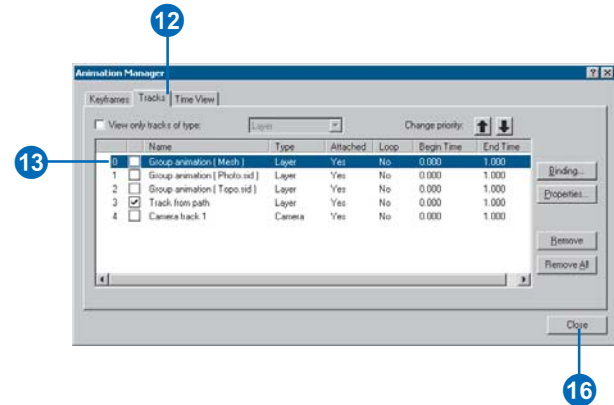 12
Animation Manager
Keyframes Tracks Time View
View only tracks of type: Layer Change priority:
Name Type Attached Loop Begin Time End Time
13
0 Group animation [ Mesh ] Layer Yes No 0.000 1.000
1 Group animation [ Photo.sid ] Layer Yes No 0.000 1.000
2 Group animation [ Topo.sid ] Layer Yes No 0.000 1.000
3 Track from path Layer Yes No 0.000 1.000
4 Camera track 1 Camera Yes No 0.000 1.000
Binding...
Properties...
Remove
Remove All
Close
16